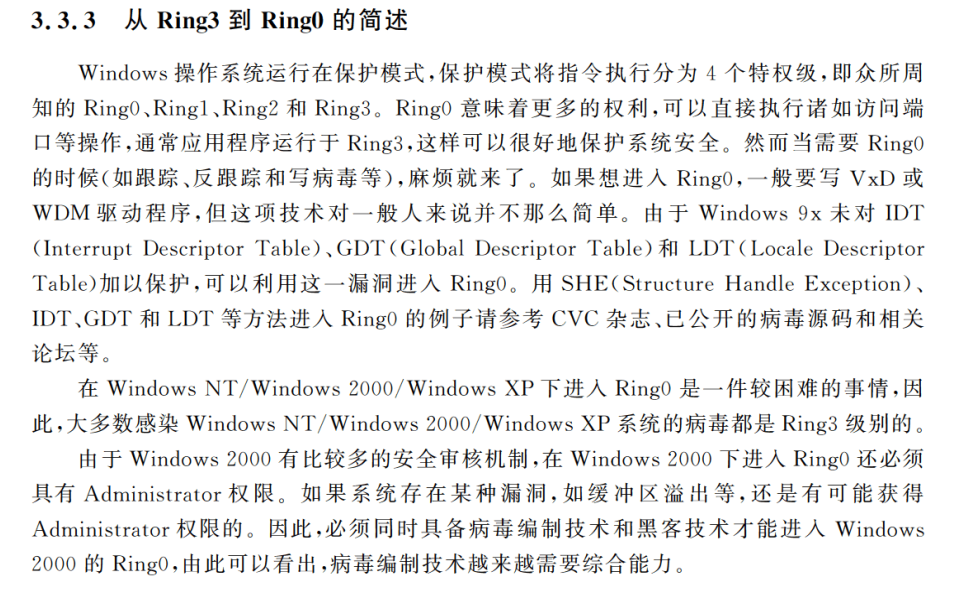 3.3.3 从 Ring3 到 Ring0 的简述
Windows 操作系统运行在保护模式,保护模式将指令执行分为 4 个特权级,即众所周
知的 Ring0、Ring1、Ring2 和 Ring3。Ring0 意味着更多的权利,可以直接执行诸如访问端
口等操作,通常应用程序运行于 Ring3,这样可以很好地保护系统安全。然而当需要 Ring0
的时候(如跟踪、反跟踪和写病毒等),麻烦就来了。如果想进入 Ring0,一般要写 VxD 或
WDM 驱动程序,但这项技术对一般人来说并不那么简单。由于 Windows 9x 未对 IDT
(Interrupt Descriptor Table)、GDT(Global Descriptor Table)和 LDT(Locale Descriptor
Table)加以保护,可以利用这一漏洞进入 Ring0。用 SHE(Structure Handle Exception)、
IDT、GDT 和 LDT 等方法进入 Ring0 的例子请参考 CVC 杂志、已公开的病毒源码和相关
论坛等。
在 Windows NT/Windows 2000/Windows XP 下进入 Ring0 是一件较困难的事情,因
此,大多数感染 Windows NT/Windows 2000/Windows XP 系统的病毒都是 Ring3 级别的。
由于 Windows 2000 有比较多的安全审核机制,在 Windows 2000 下进入 Ring0 还必须
具有 Administrator 权限。如果系统存在某种漏洞,如缓冲区溢出等,还是有可能获得
Administrator 权限的。因此,必须同时具备病毒编制技术和黑客技术才能进入 Windows
2000 的 Ring0,由此可以看出,病毒编制技术越来越需要综合能力。